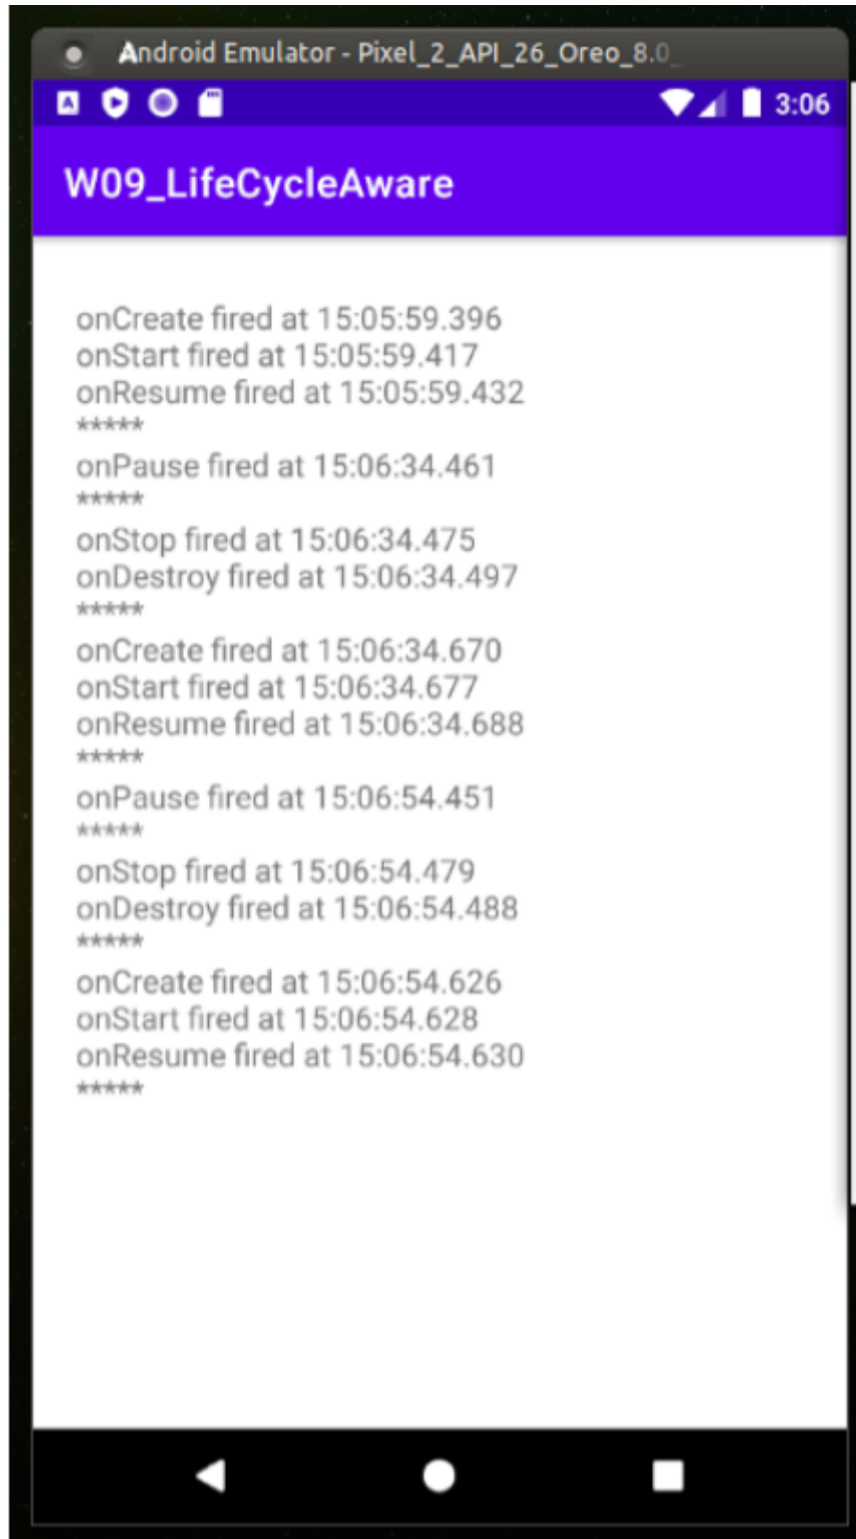 Android Emulator - Pixel_2_API_26_Oreo_8.0_
3:06
W09_LifeCycleAware
onCreate fired at 15:05:59.396
onStart fired at 15:05:59.417
onResume fired at 15:05:59.432
*****
onPause fired at 15:06:34.461
*****
onStop fired at 15:06:34.475
onDestroy fired at 15:06:34.497
*****
onCreate fired at 15:06:34.670
onStart fired at 15:06:34.677
onResume fired at 15:06:34.688
*****
onPause fired at 15:06:54.451
*****
onStop fired at 15:06:54.479
onDestroy fired at 15:06:54.488
*****
onCreate fired at 15:06:54.626
onStart fired at 15:06:54.628
onResume fired at 15:06:54.630
*****